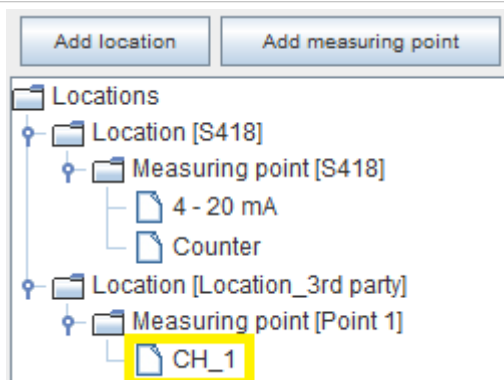 Add location Add measuring point
Locations
Location [S418]
Measuring point [S418]
4 - 20 mA
Counter
Location [Location_3rd party]
Measuring point [Point 1]
CH_1